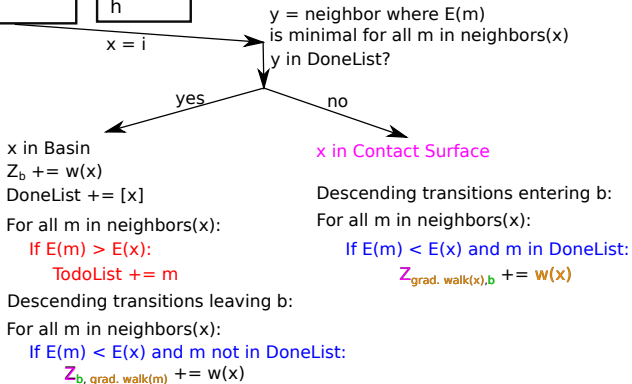 h
y = neighbor where E(m)
is minimal for all m in neighbors(x)
x = i
y in DoneList?
yes
no
x in Basin
Z_b += w(x)
DoneList += [x]
For all m in neighbors(x):
If E(m) > E(x):
TodoList += m
Descending transitions leaving b:
For all m in neighbors(x):
If E(m) < E(x) and m not in DoneList:
Z_b, grad. walk(m) += w(x)
x in Contact Surface
Descending transitions entering b:
For all m in neighbors(x):
If E(m) < E(x) and m in DoneList:
Z_grad. walk(x),b += w(x)